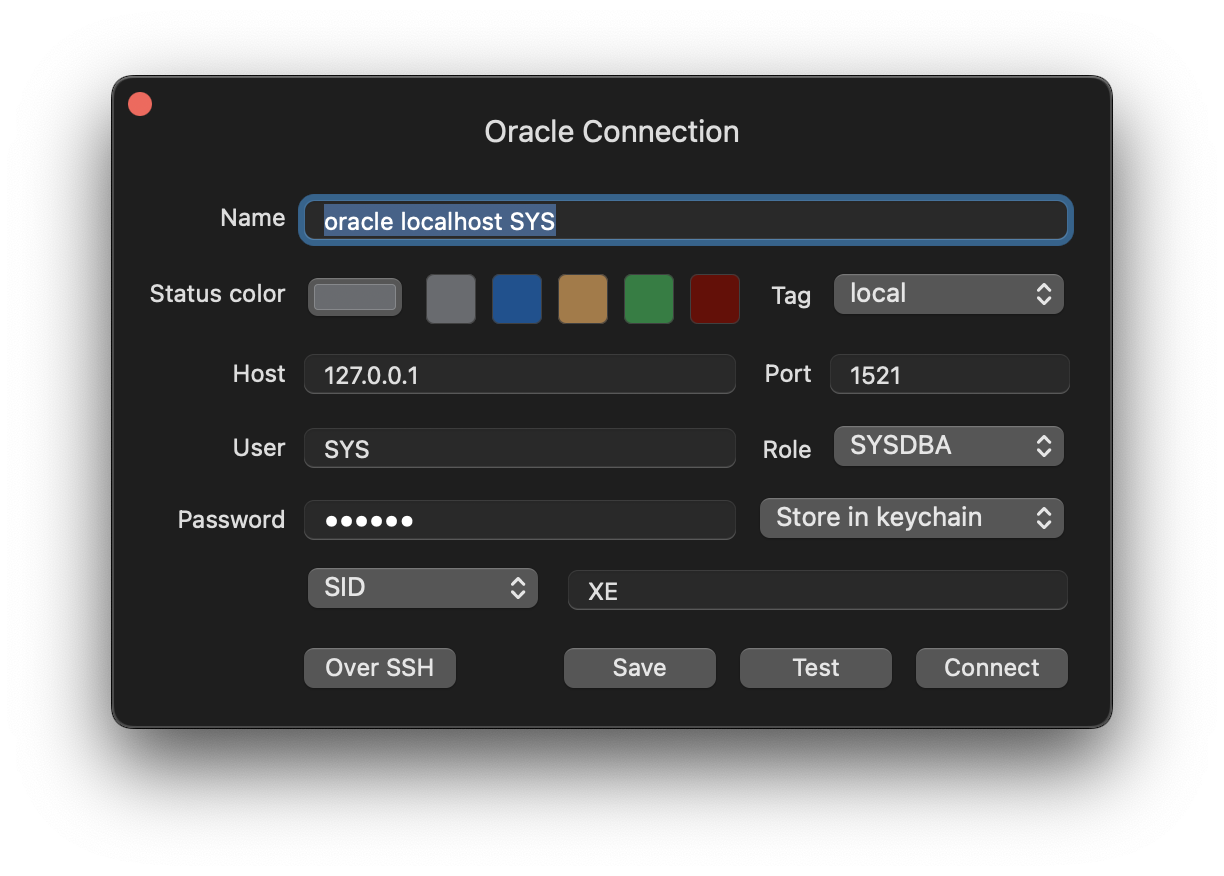 Oracle Connection
Name oracle localhost SYS
Status color Tag local
Host 127.0.0.1 Port 1521
User SYS Role SYSDBA
Password •••••• Store in keychain
SID XE
Over SSH Save Test Connect